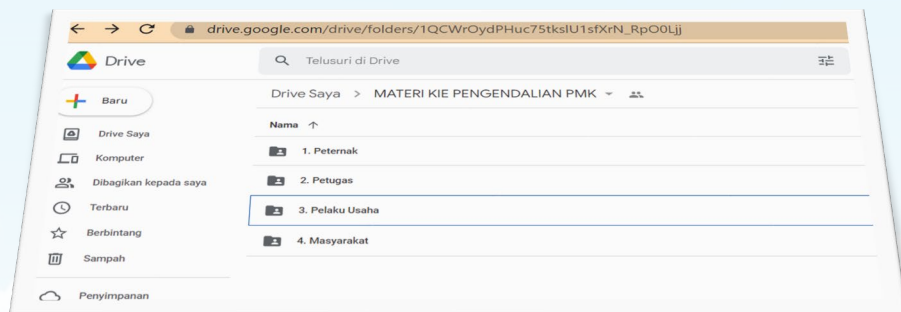 drive.google.com/drive/folders/1QCWrOydPHuc75tkslU1sfXrN_RpO0Ljj
Drive
Telusuri di Drive
Baru
Drive Saya
Komputer
Dibagikan kepada saya
Terbaru
Berbintang
Sampah
Penyimpanan
Drive Saya > MATERI KIE PENGENDALIAN PMK
Nama
1. Peternak
2. Petugas
3. Pelaku Usaha
4. Masyarakat